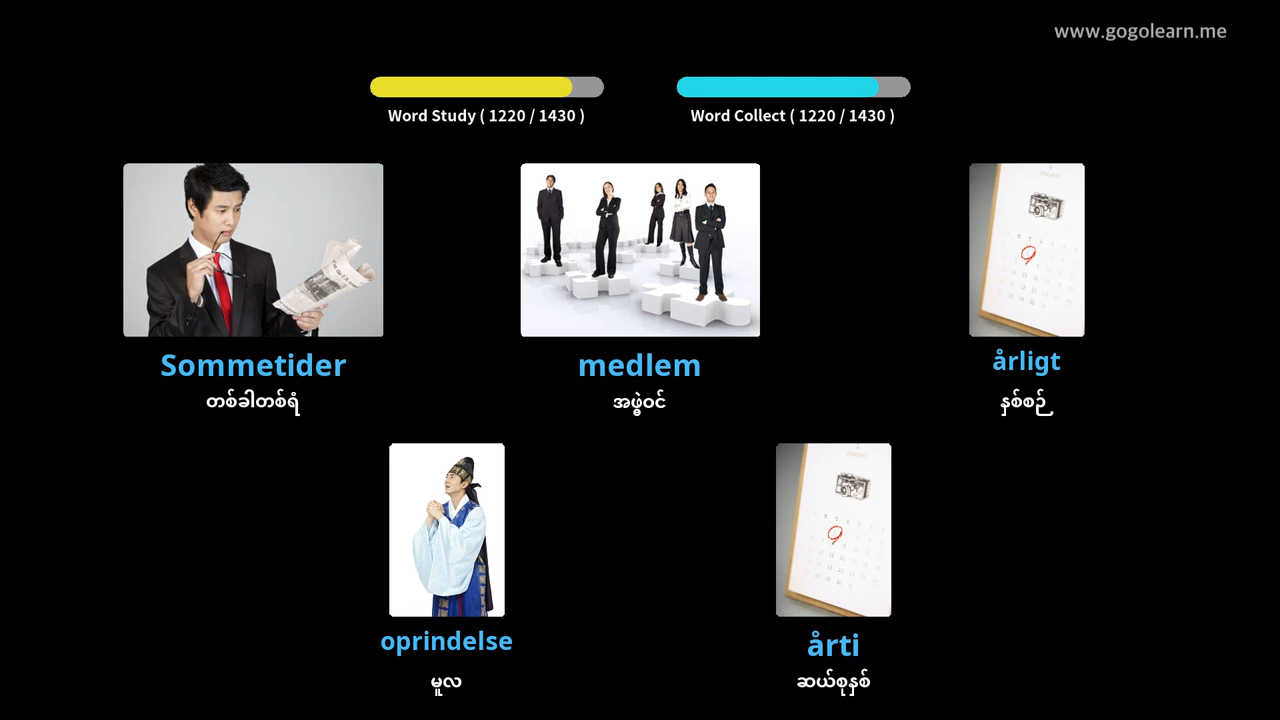 www.gogolearn.me
Word Study ( 1220 / 1430 )
Word Collect ( 1220 / 1430 )
Sommetider
တစ်ခါတစ်ရံ
medlem
အဖွဲ့ဝင်
årligt
နှစ်စဉ်
oprindelse
မူလ
årti
ဆယ်စုနှစ်